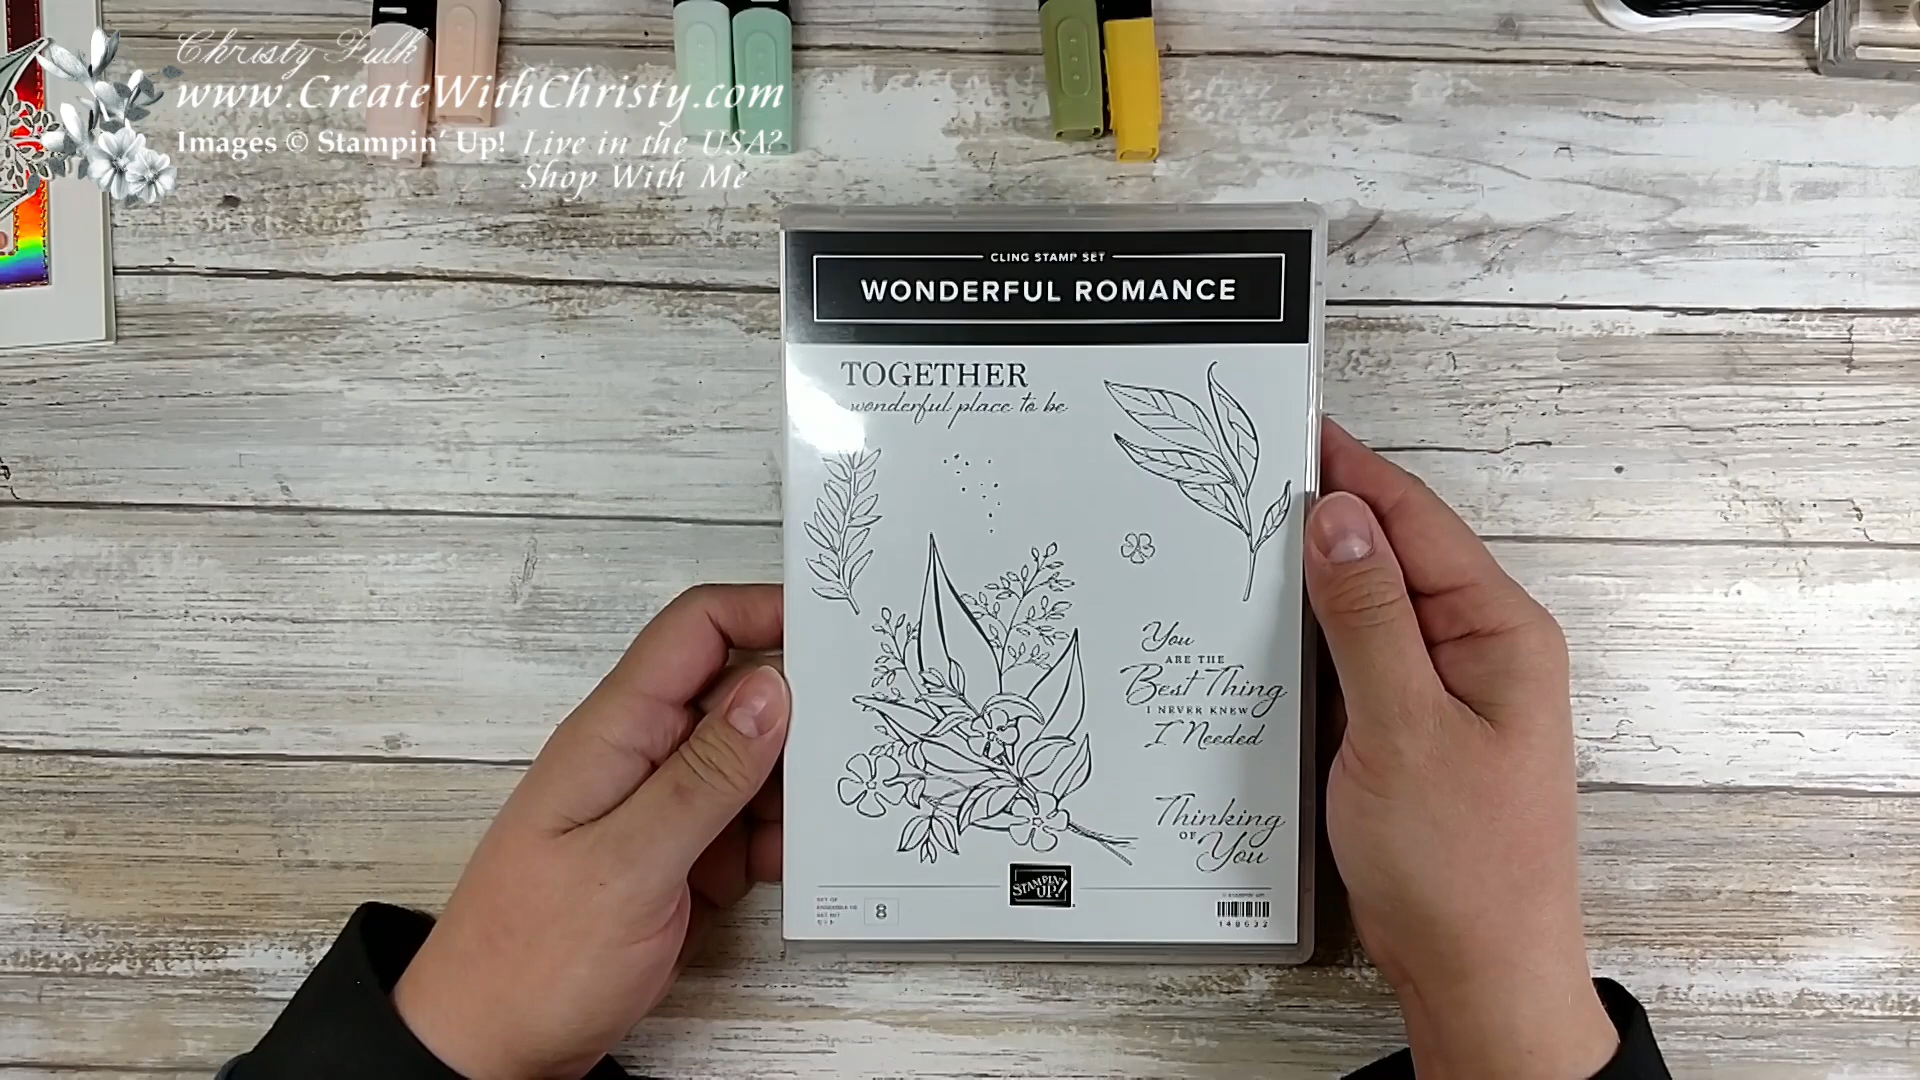 Christy Fulk
www.CreateWithChristy.com
Images © Stampin' Up! Live in the USA?
Shop With Me
CLING STAMP SET
WONDERFUL ROMANCE
TOGETHER
wonderful place to be
You
ARE THE
Best Thing
I NEVER KNEW
I Needed
Thinking
OF
You
STAMPIN' UP!
SET OF
8
148632